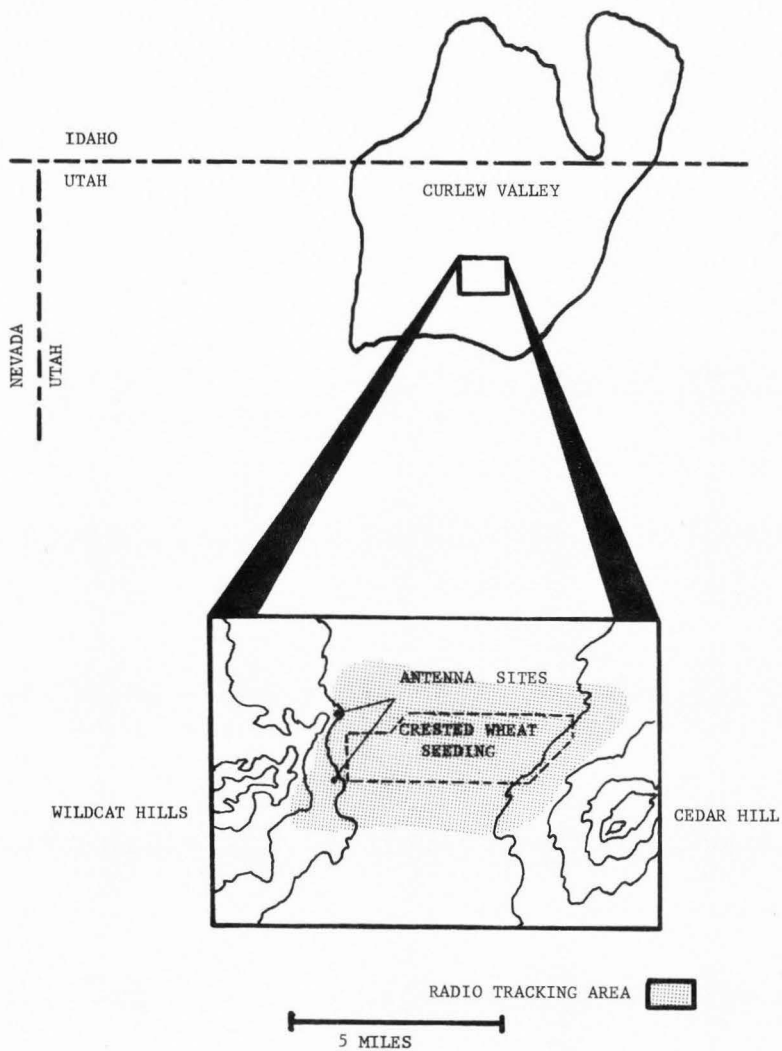 IDAHO
UTAH
CURLEW VALLEY
NEVADA
UTAH
ANTENNA SITES
CRESTED WHEAT
SEEDING
WILDCAT HILLS
CEDAR HILL
RADIO TRACKING AREA
5 MILES